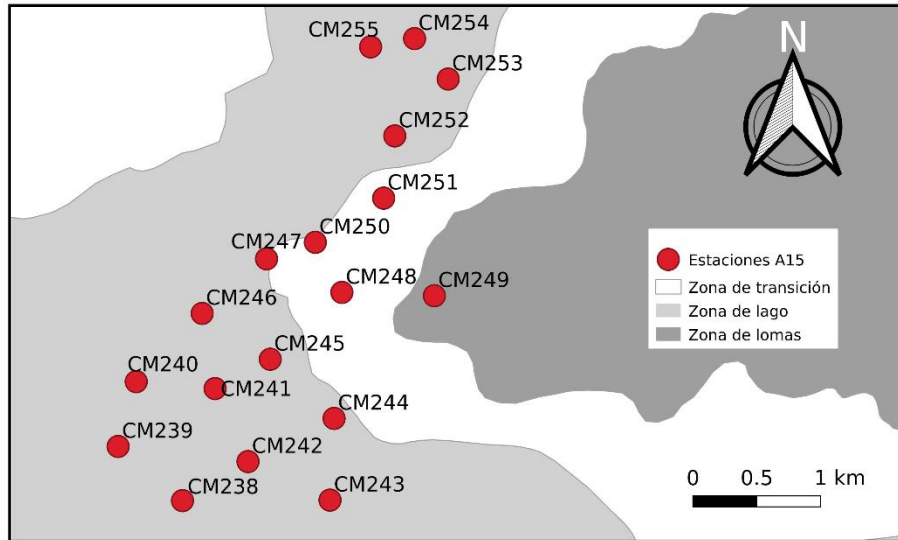 CM254
CM255
N
CM253
CM252
CM251
CM250
CM247
CM248
CM249
Estaciones A15
Zona de transición
Zona de lago
Zona de lomas
CM246
CM245
CM240
CM241
CM244
CM239
CM242
CM238
CM243
0 0.5 1 km